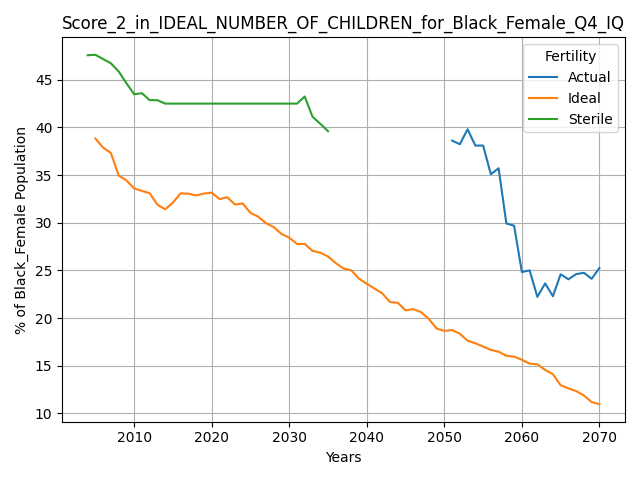 Score_2_in_IDEAL_NUMBER_OF_CHILDREN_for_Black_Female_Q4_IQ
Fertility
Actual
Ideal
Sterile
% of Black_Female Population
45
40
35
30
25
20
15
10
2010 2020 2030 2040 2050 2060 2070
Years